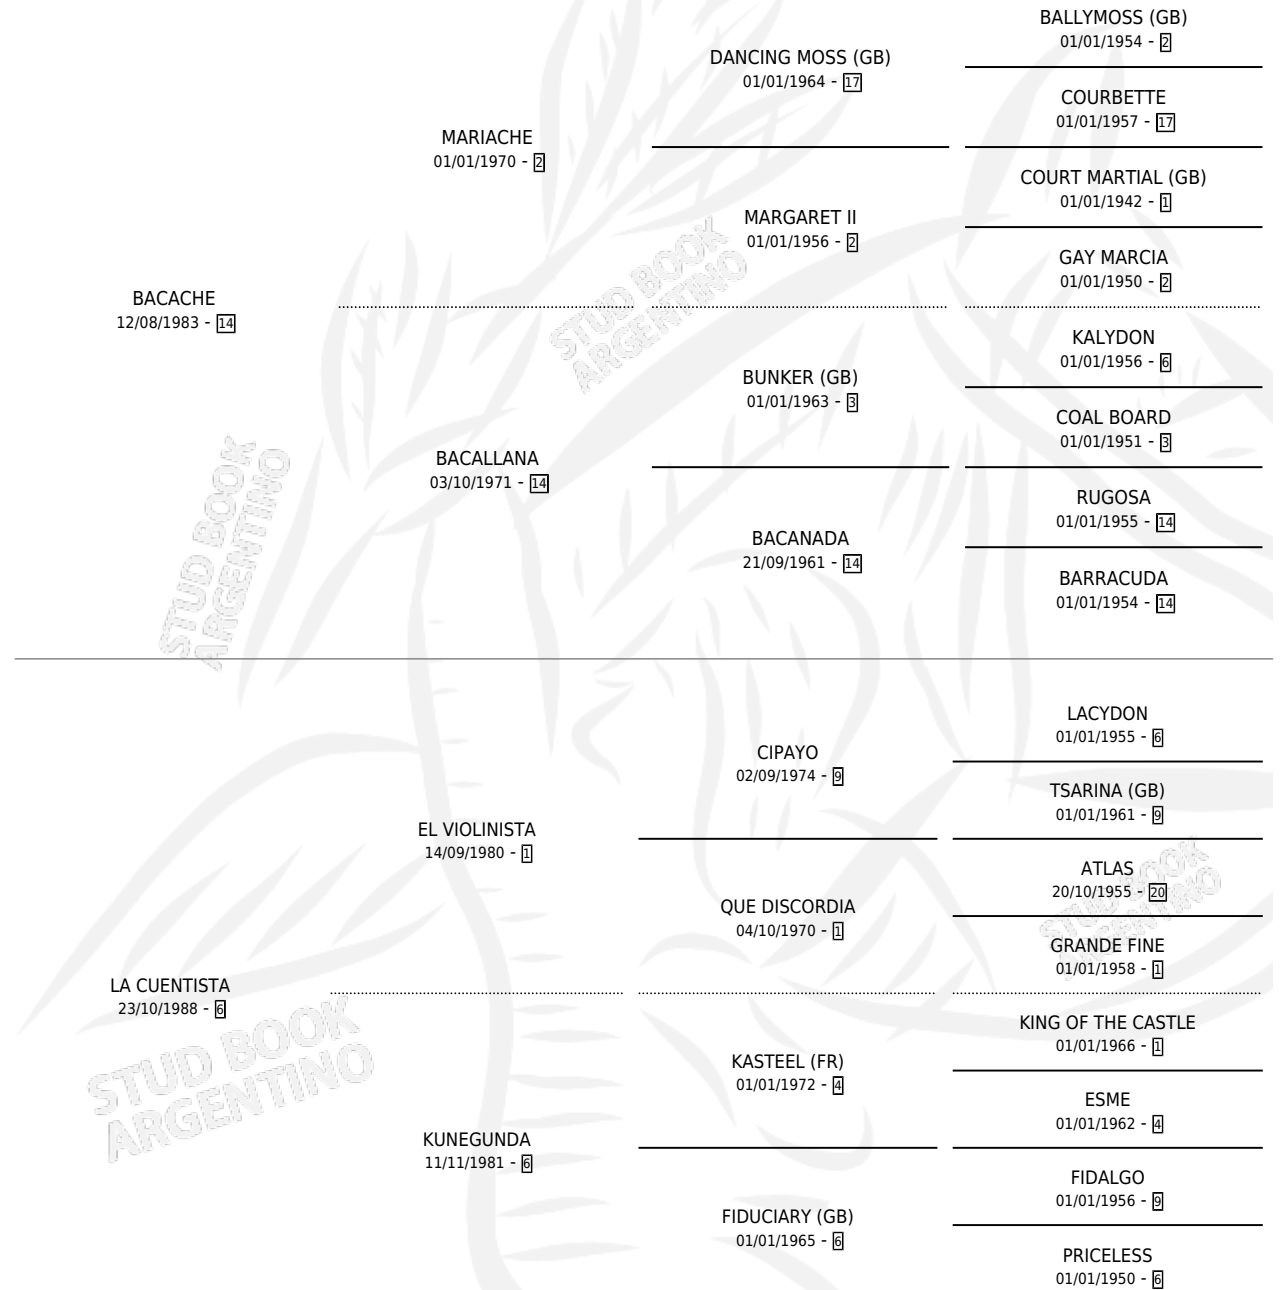 BALLYMOSS (GB)
01/01/1954 - 2
DANCING MOSS (GB)
01/01/1964 - 17
COURBETTE
01/01/1957 - 17
MARIACHE
01/01/1970 - 2
COURT MARTIAL (GB)
01/01/1942 - 1
MARGARET II
01/01/1956 - 2
GAY MARCIA
01/01/1950 - 2
BACACHE
12/08/1983 - 14
KALYDON
01/01/1956 - 6
BUNKER (GB)
01/01/1963 - 3
COAL BOARD
01/01/1951 - 3
BACALLANA
03/10/1971 - 14
RUGOSA
01/01/1955 - 14
BACANADA
21/09/1961 - 14
BARRACUDA
01/01/1954 - 14
STUD BOOK
ARGENTINO
STUD BOOK
ARGENTINO
LACYDON
01/01/1955 - 6
CIPAYO
02/09/1974 - 9
TSARINA (GB)
01/01/1961 - 9
EL VIOLINISTA
14/09/1980 - 1
ATLAS
20/10/1955 - 20
QUE DISCORDIA
04/10/1970 - 1
GRANDE FINE
01/01/1958 - 1
LA CUENTISTA
23/10/1988 - 6
KING OF THE CASTLE
01/01/1966 - 1
KASTEEL (FR)
01/01/1972 - 4
ESME
01/01/1962 - 4
KUNEGUNDA
11/11/1981 - 6
FIDALGO
01/01/1956 - 9
FIDUCIARY (GB)
01/01/1965 - 6
PRICELESS
01/01/1950 - 6
STUD BOOK
ARGENTINO
STUD BOOK
ARGENTINO